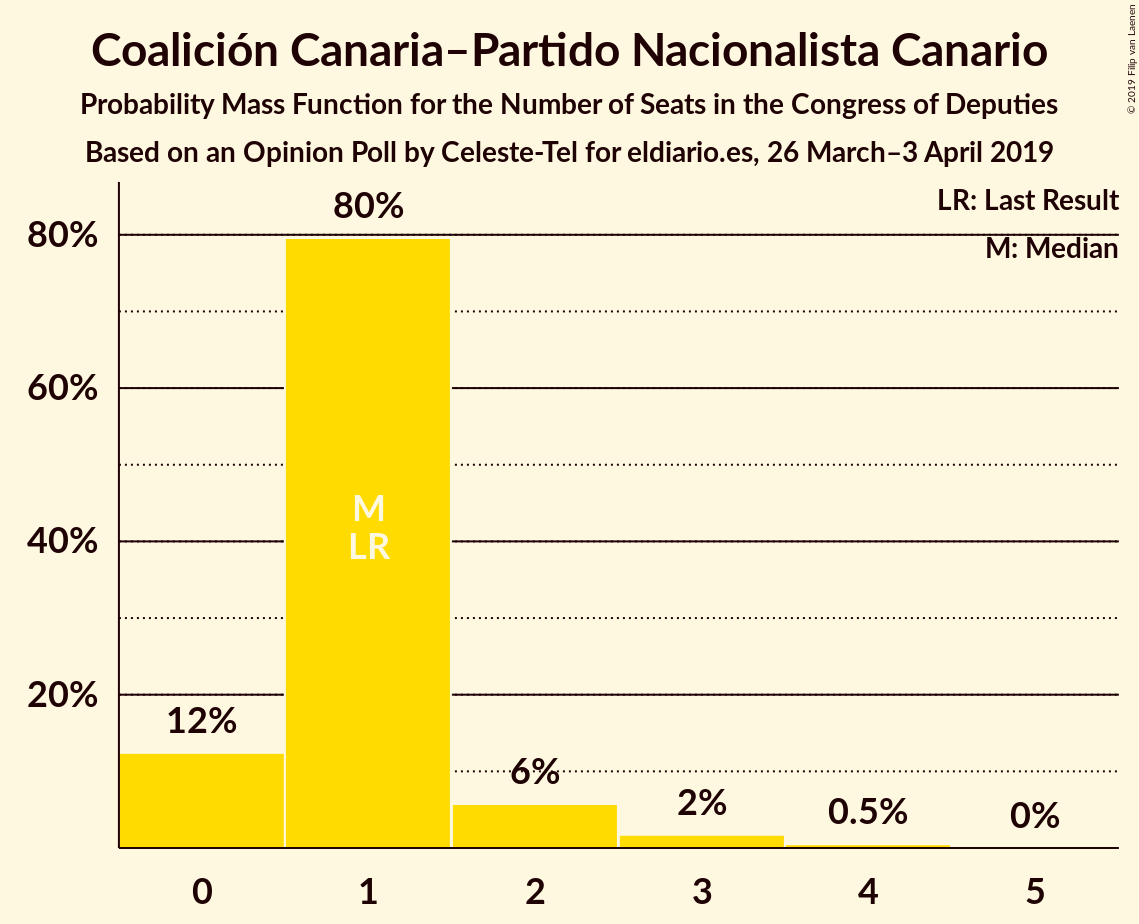 Coalición Canaria–Partido Nacionalista Canario
Probability Mass Function for the Number of Seats in the Congress of Deputies
Based on an Opinion Poll by Celeste-Tel for eldiario.es, 26 March–3 April 2019
© 2019 Filip van Laenen
LR: Last Result
M: Median
80%
60%
40%
20%
12%
80%
M
LR
6%
2%
0.5%
0%
0 1 2 3 4 5